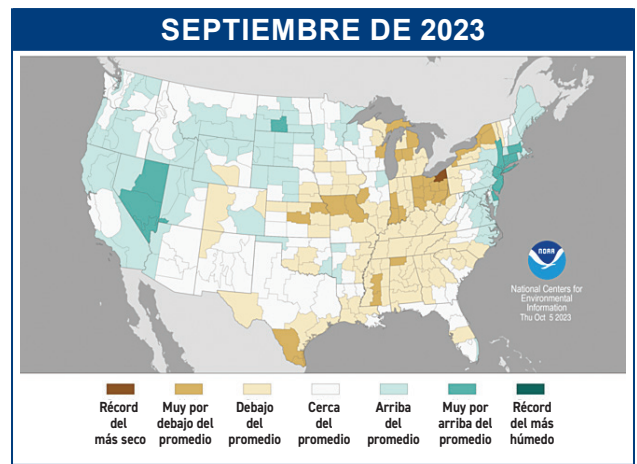 SEPTIEMBRE DE 2023
NOAA
National Centers for
Environmental
Information
Thu Oct 5 2023
Récord
del
más seco
Muy por
debajo del
promedio
Debajo
del
promedio
Cerca
del
promedio
Arriba
del
promedio
Muy por
arriba del
promedio
Récord
del más
húmedo